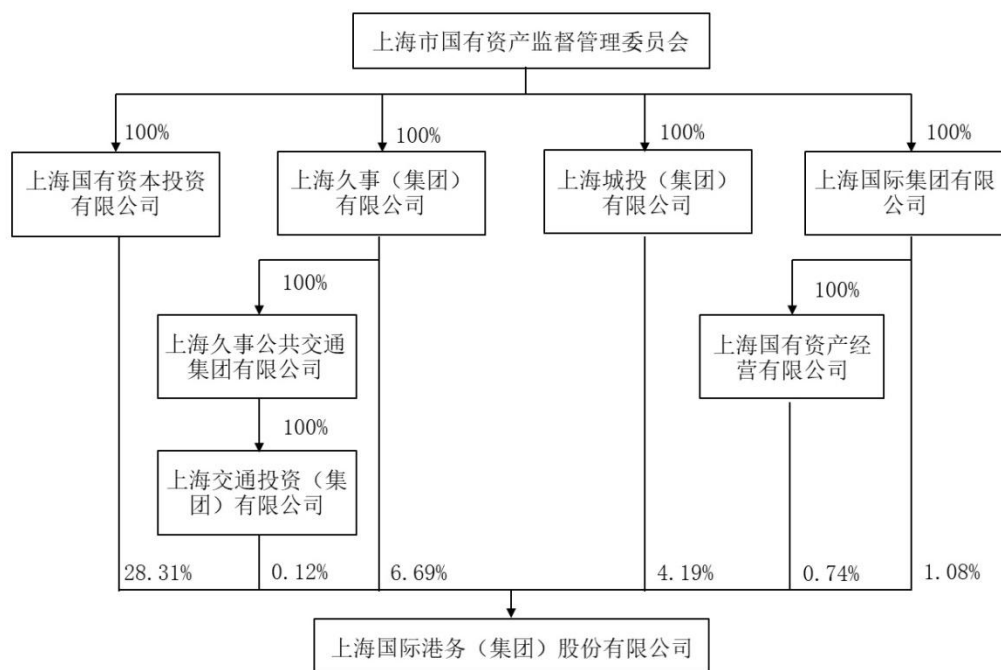 上海市国有资产监督管理委员会
100%
100%
100%
100%
上海国有资本投资
有限公司
上海久事（集团）
有限公司
上海城投（集团）
有限公司
上海国际集团有限
公司
100%
100%
上海久事公共交通
集团有限公司
上海国有资产经
营有限公司
100%
上海交通投资（集
团）有限公司
28.31%
0.12%
6.69%
4.19%
0.74%
1.08%
上海国际港务（集团）股份有限公司